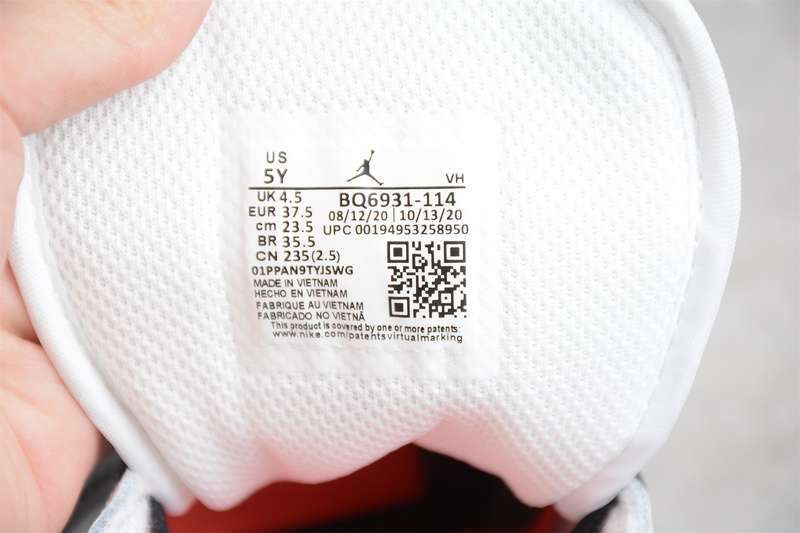 US
5Y
VH
UK 4.5
EUR 37.5
cm 23.5
BR 35.5
CN 235(2.5)
BQ6931-114
08/12/20 | 10/13/20
UPC 00194953258950
01PPAN9TYJSWG
MADE IN VIETNAM
HECHO EN VIETNAM
FABRIQUE AU VIETNAM
FABRICADO NO VIETNÃ
This product is covered by one or more patents:
www.nike.com/patentsvirtualmarking